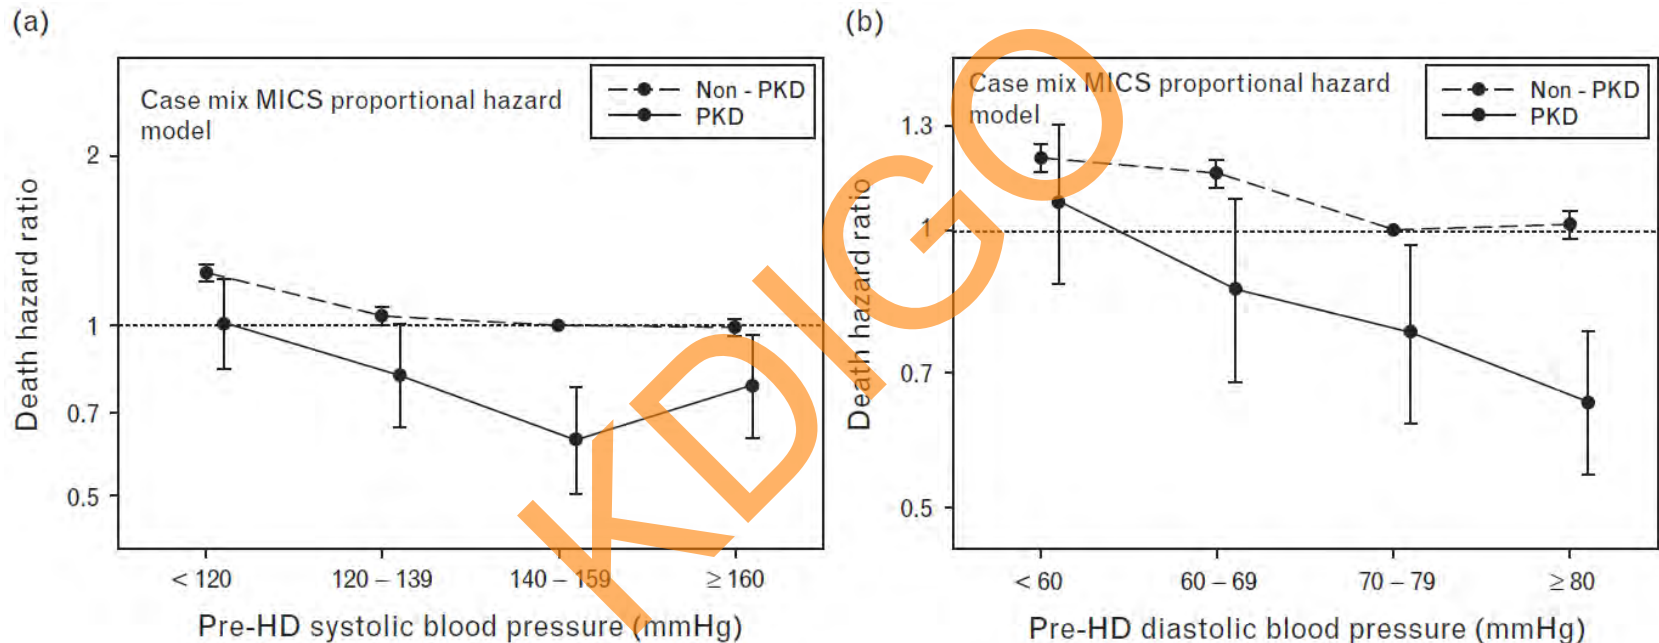 (a)
Case mix MICS proportional hazard
model
Non - PKD
PKD
Death hazard ratio
2
1
0.7
0.5
< 120
120 – 139
140 – 159
≥ 160
Pre-HD systolic blood pressure (mmHg)
(b)
Case mix MICS proportional hazard
model
Non - PKD
PKD
Death hazard ratio
1.3
1
0.7
0.5
< 60
60 – 69
70 – 79
≥ 80
Pre-HD diastolic blood pressure (mmHg)
KDIGO